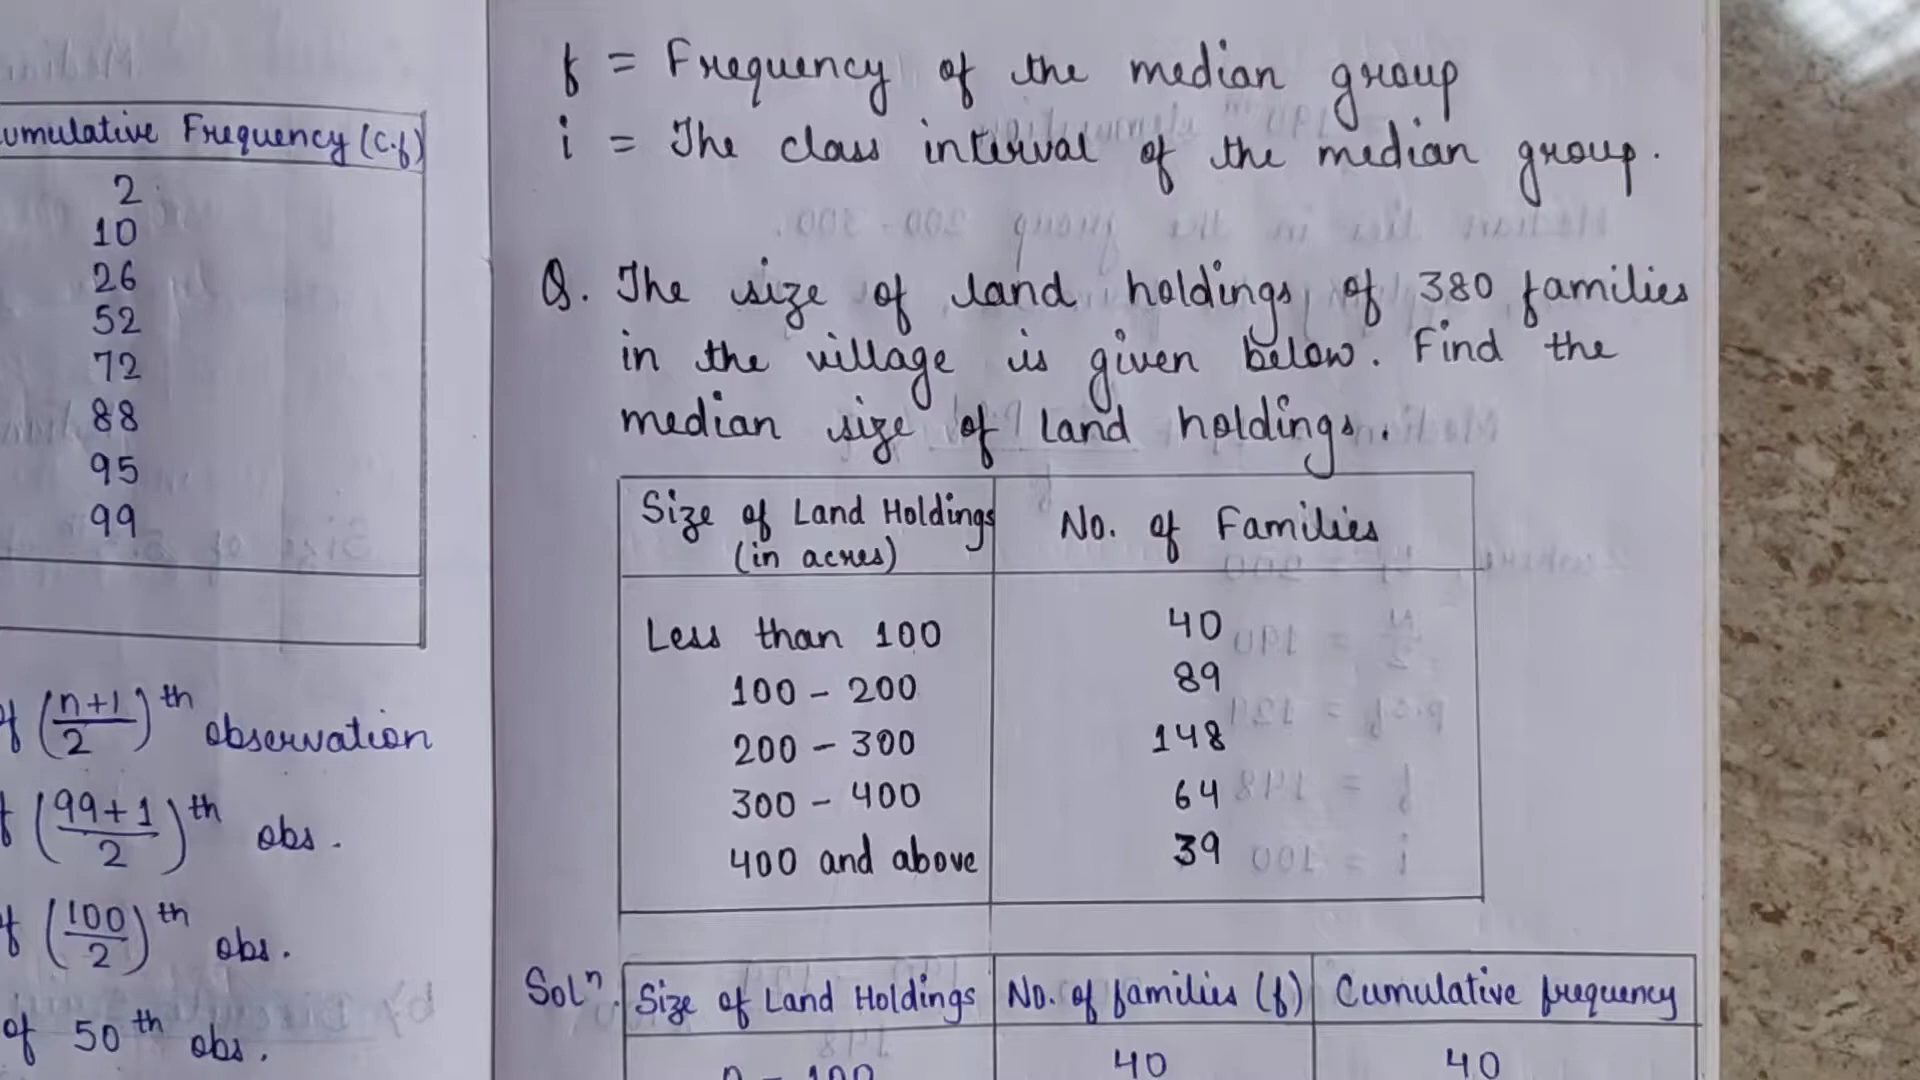 umulative Frequency (c.f)
2
10
26
52
72
88
95
99
f (n+1/2)th observation
f (99+1/2)th obs.
f (100/2)th obs.
of 50th obs.
f = Frequency of the median group
i = The class interval of the median group.
Q. The size of land holdings of 380 families
in the village is given below. Find the
median size of land holdings.
Size of Land Holdings (in acres) No. of Families
Less than 100 40
100 - 200 89
200 - 300 148
300 - 400 64
400 and above 39
Solⁿ. Size of Land Holdings No. of families (f) Cumulative frequency
0 - 100 40 40